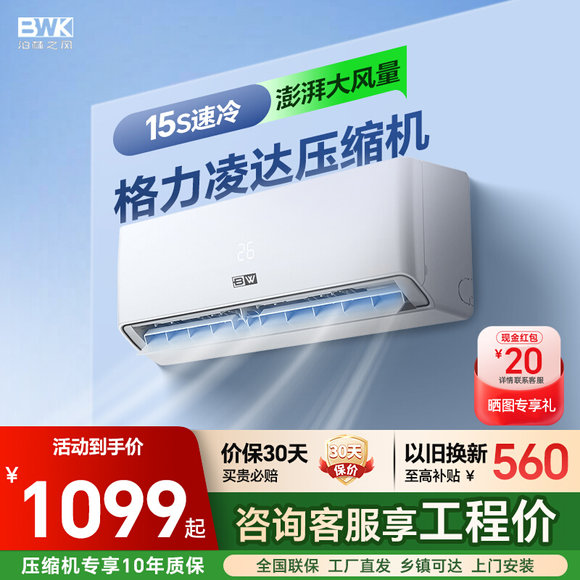 BWK
泊林之风
15S速冷
澎湃大风量
格力凌达压缩机
26
BW
现金红包
¥20
详情联系客服
晒图专享礼
活动到手价
¥1099起
压缩机专享10年质保
价保30天
买贵必赔
30天
保价
以旧换新
至高补贴¥560
咨询客服享工程价
全国联保 工厂直发 乡镇可达 上门安装